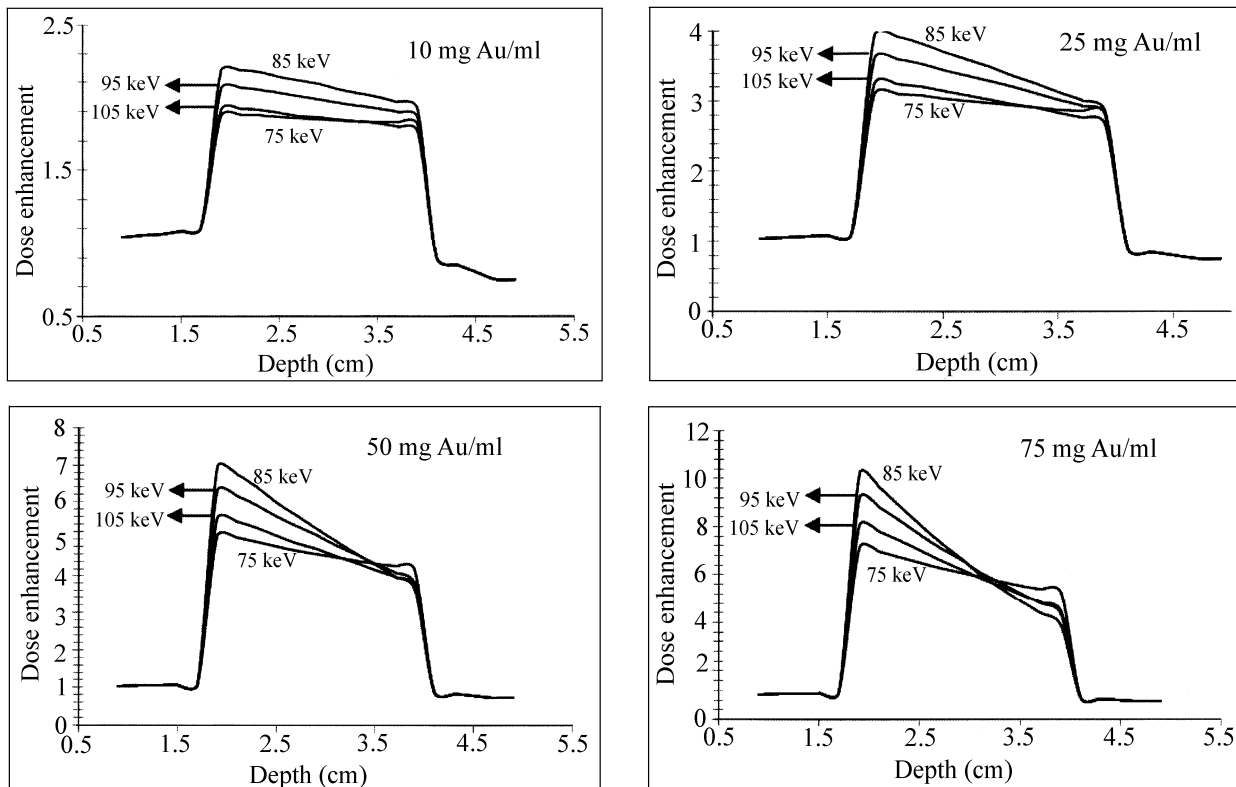 2.5
1.5
0.5
Dose enhancement
10 mg Au/ml
85 keV
95 keV
105 keV
75 keV
0.5 1.5 2.5 3.5 4.5 5.5
Depth (cm)
4
3
2
1
0
Dose enhancement
25 mg Au/ml
85 keV
95 keV
105 keV
75 keV
0.5 1.5 2.5 3.5 4.5
Depth (cm)
8
7
6
5
4
3
2
1
0
Dose enhancement
50 mg Au/ml
85 keV
95 keV
105 keV
75 keV
0.5 1.5 2.5 3.5 4.5 5.5
Depth (cm)
12
10
8
6
4
2
0
Dose enhancement
75 mg Au/ml
85 keV
95 keV
105 keV
75 keV
0.5 1.5 2.5 3.5 4.5 5.5
Depth (cm)